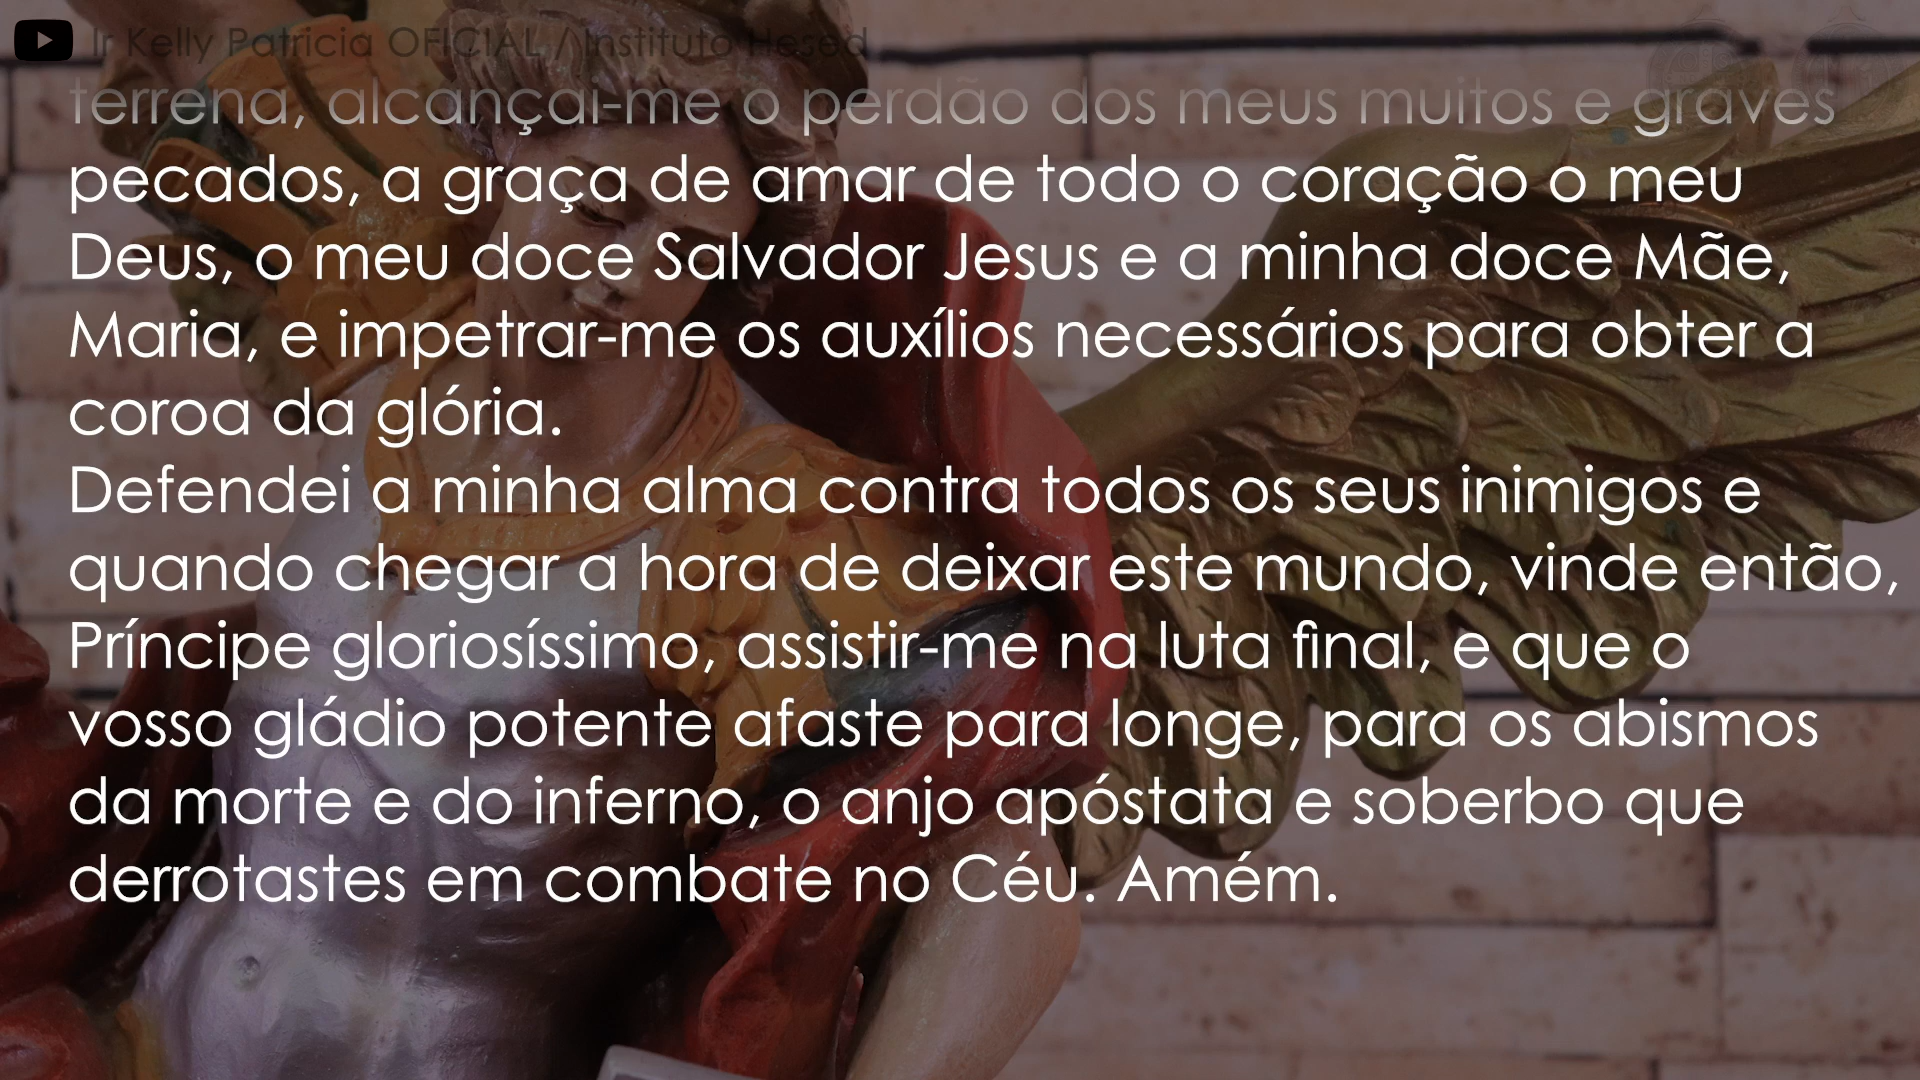 Ir Kelly Patricia OFICIAL / Instituto Hesed
terrena, alcançai-me o perdão dos meus muitos e graves
pecados, a graça de amar de todo o coração o meu
Deus, o meu doce Salvador Jesus e a minha doce Mãe,
Maria, e impetrar-me os auxílios necessários para obter a
coroa da glória.
Defendei a minha alma contra todos os seus inimigos e
quando chegar a hora de deixar este mundo, vinde então,
Príncipe gloriosíssimo, assistir-me na luta final, e que o
vosso gládio potente afaste para longe, para os abismos
da morte e do inferno, o anjo apóstata e soberbo que
derrotastes em combate no Céu. Amém.